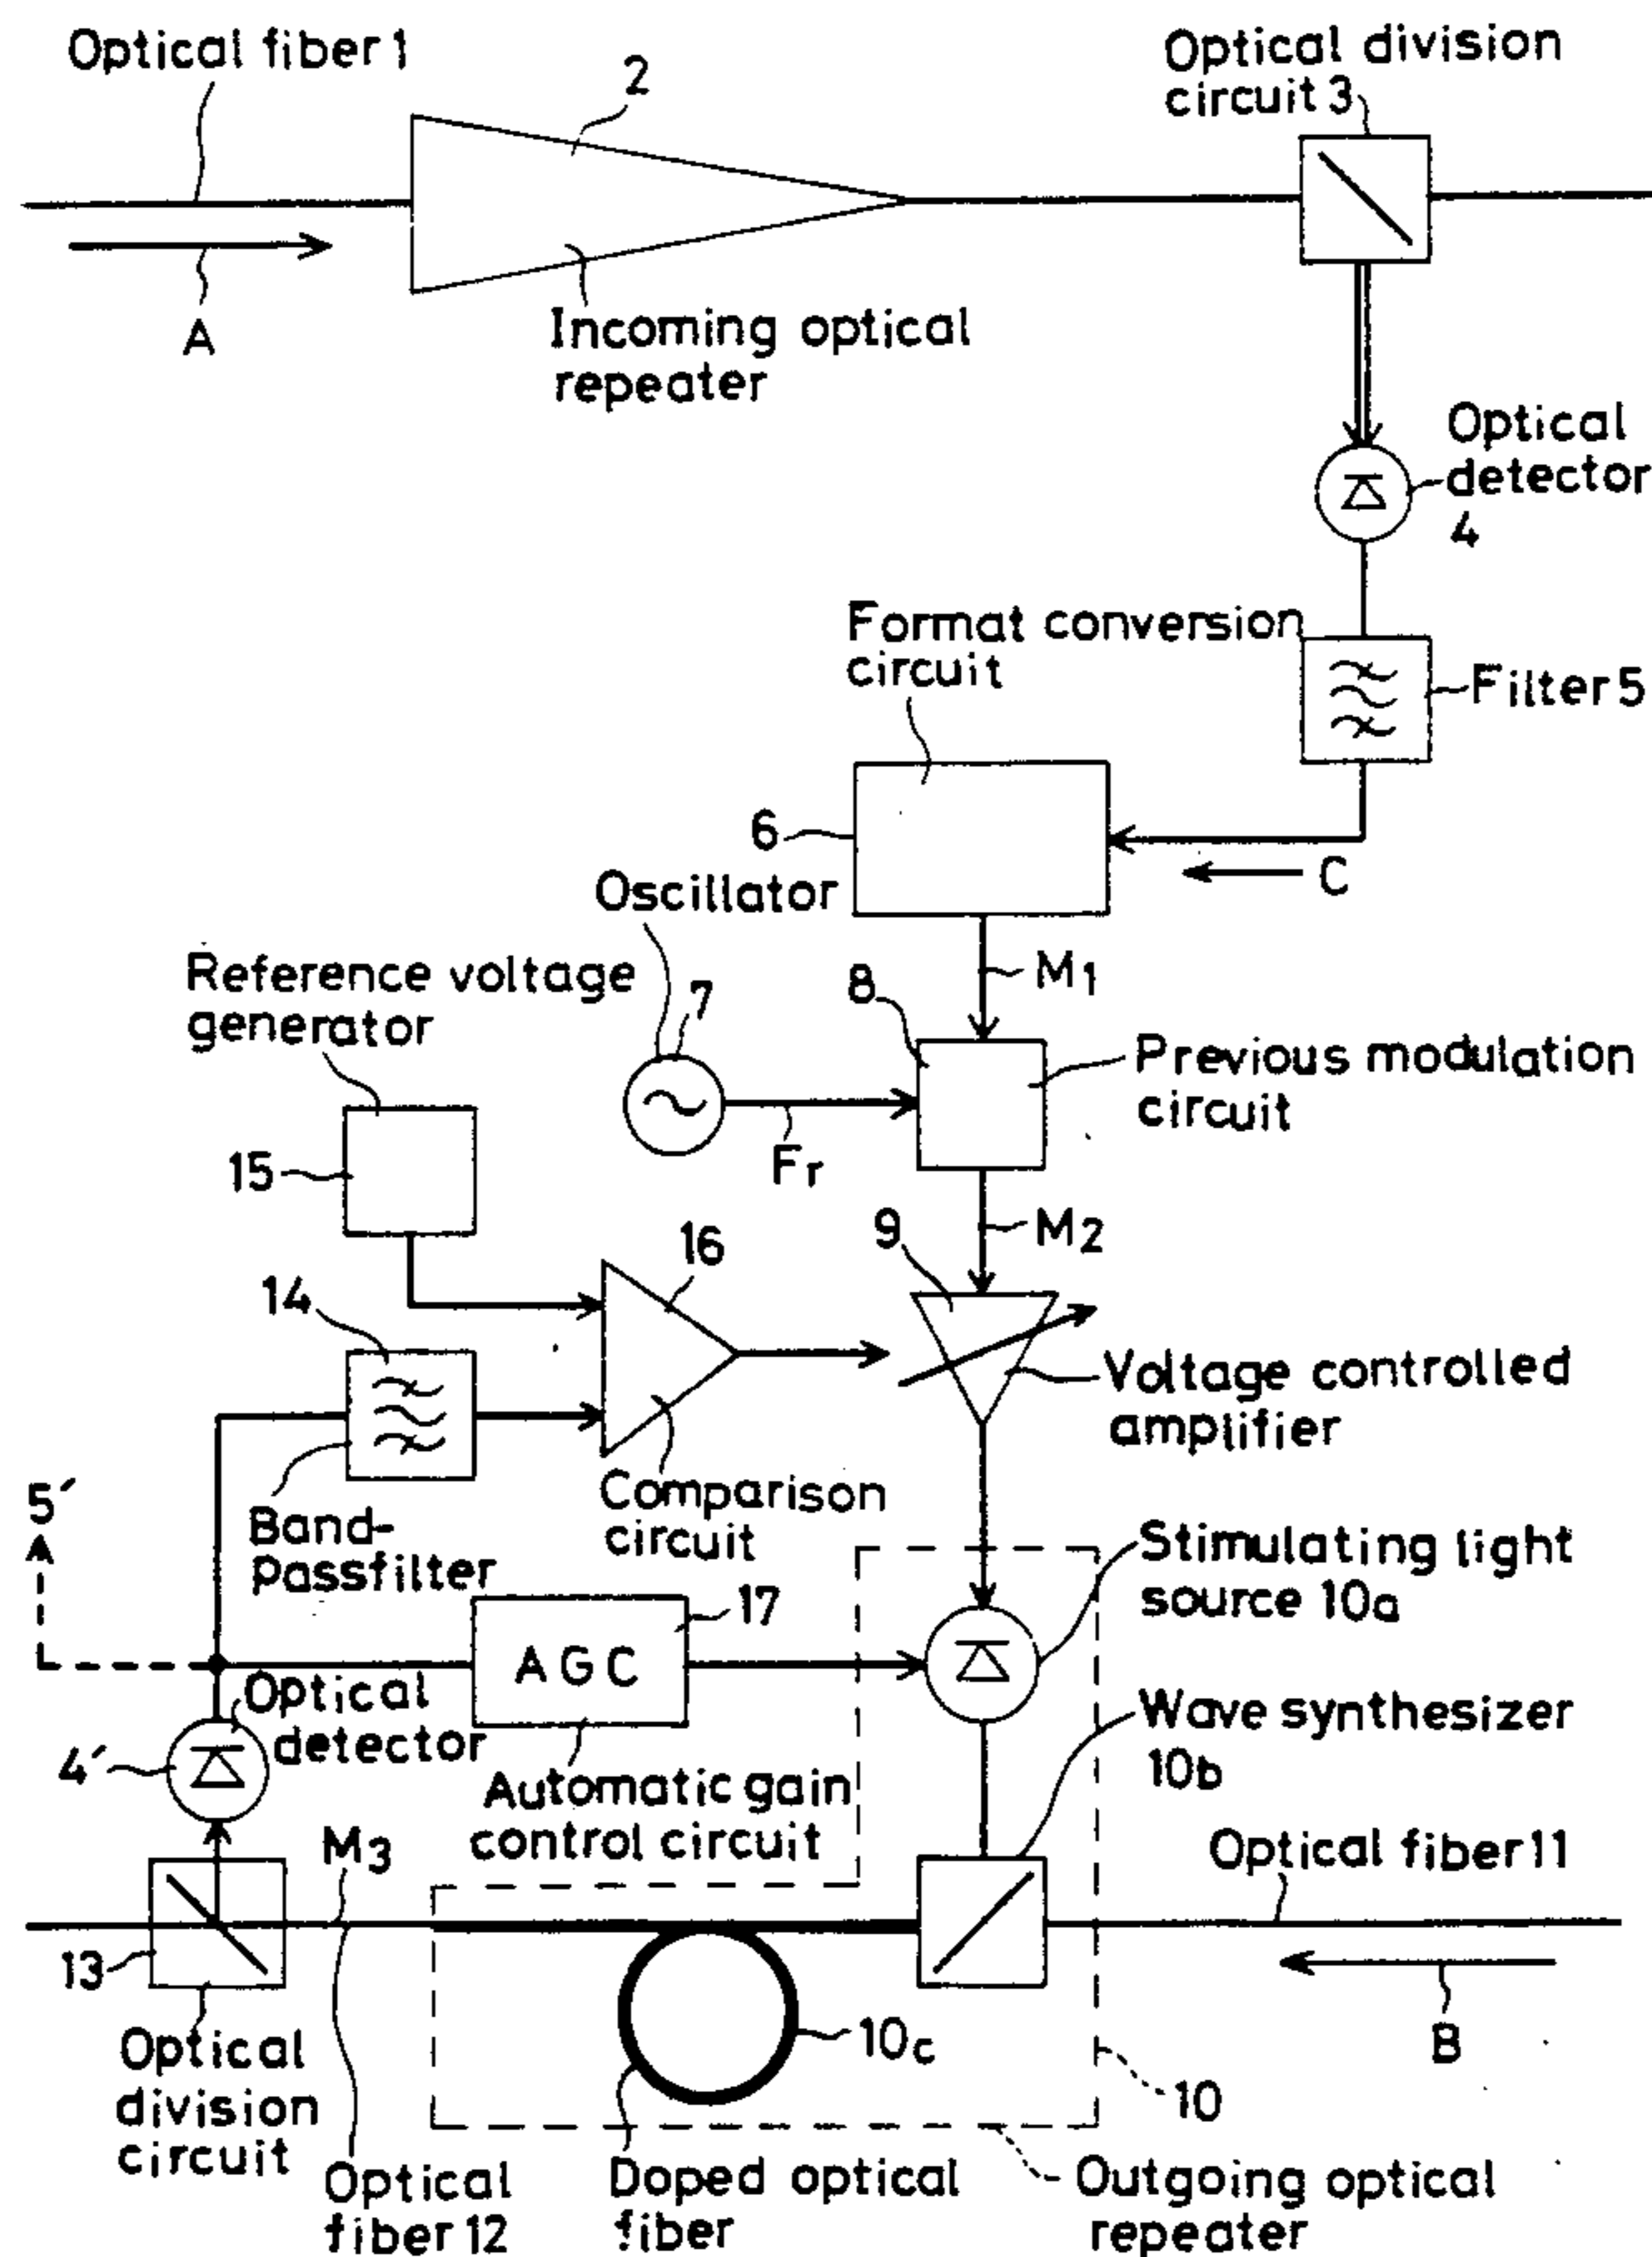 Optical fiber 1
2
Optical division
circuit 3
A
Incoming optical
repeater
Optical
detector
4
Format conversion
circuit
Filter 5
6
C
Oscillator
M1
Reference voltage
generator
7
8
Previous modulation
circuit
Fr
15
M2
9
16
14
Voltage controlled
amplifier
Comparison
circuit
5′
Band-
passfilter
Stimulating light
source 10a
17
AGC
Optical
detector
4′
Wave synthesizer
10b
Automatic gain
control circuit
M3
Optical fiber 11
13
10c
B
Optical
division
circuit
10
Optical
fiber 12
Doped optical
fiber
Outgoing optical
repeater